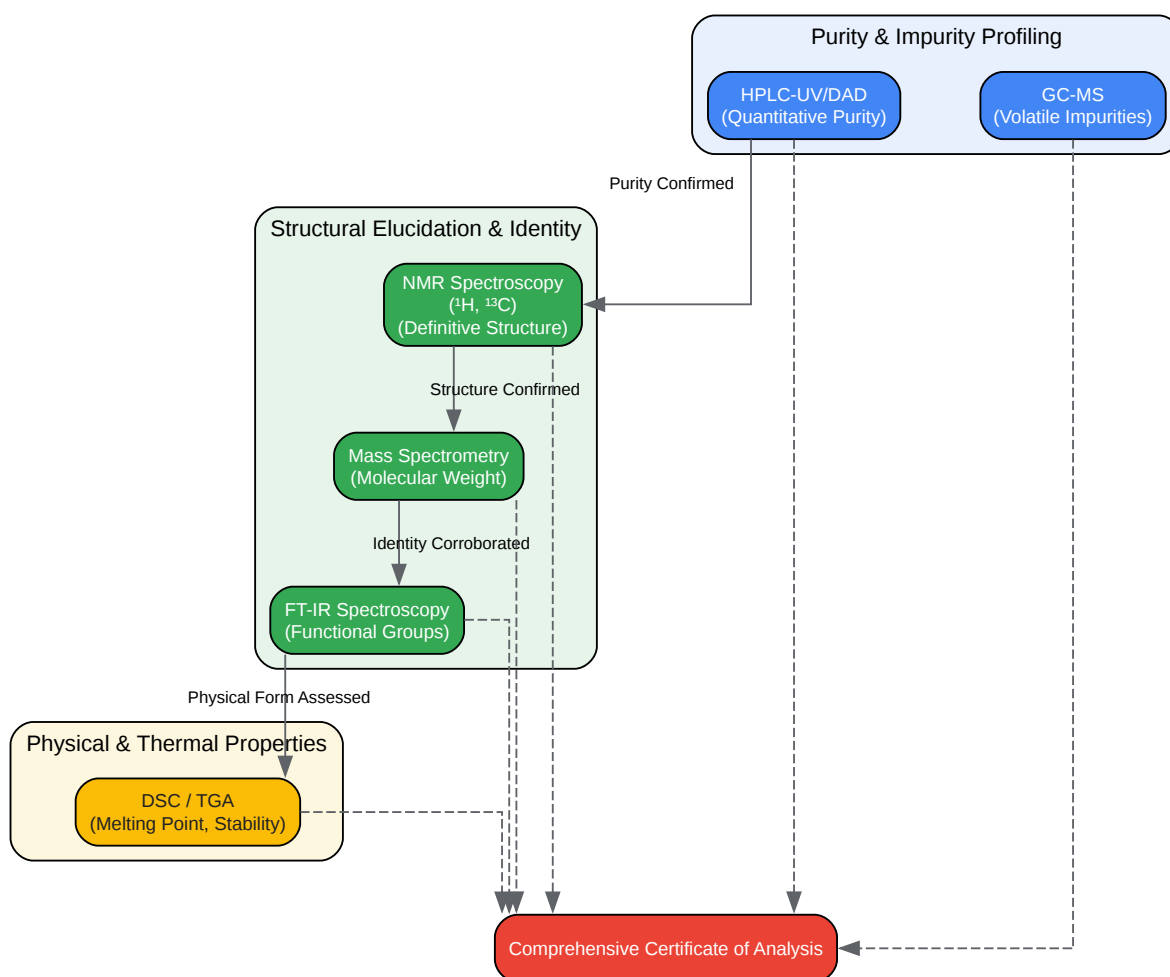 Purity & Impurity Profiling
HPLC-UV/DAD
(Quantitative Purity)
GC-MS
(Volatile Impurities)
Purity Confirmed
Structural Elucidation & Identity
NMR Spectroscopy
(¹H, ¹³C)
(Definitive Structure)
Structure Confirmed
Mass Spectrometry
(Molecular Weight)
Identity Corroborated
FT-IR Spectroscopy
(Functional Groups)
Physical Form Assessed
Physical & Thermal Properties
DSC / TGA
(Melting Point, Stability)
Comprehensive Certificate of Analysis